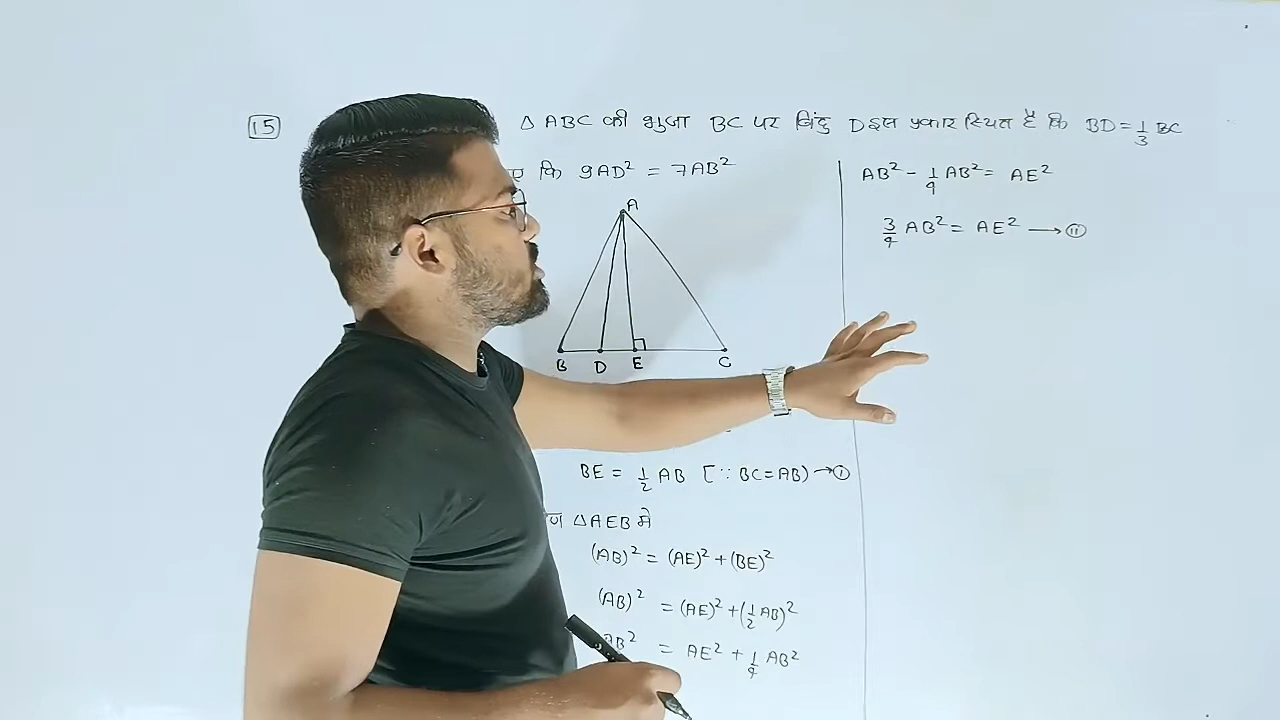 15 △ABC की भुजा BC पर बिंदु D इस प्रकार स्थित है कि BD = 1/3 BC
कि 9AD² = 7AB²
A
B D E C
BE = 1/2 AB [∵ BC = AB) → (i)
△AEB में
(AB)² = (AE)² + (BE)²
(AB)² = (AE)² + (1/2 AB)²
AB² = AE² + 1/4 AB²
AB² - 1/4 AB² = AE²
3/4 AB² = AE² → (ii)